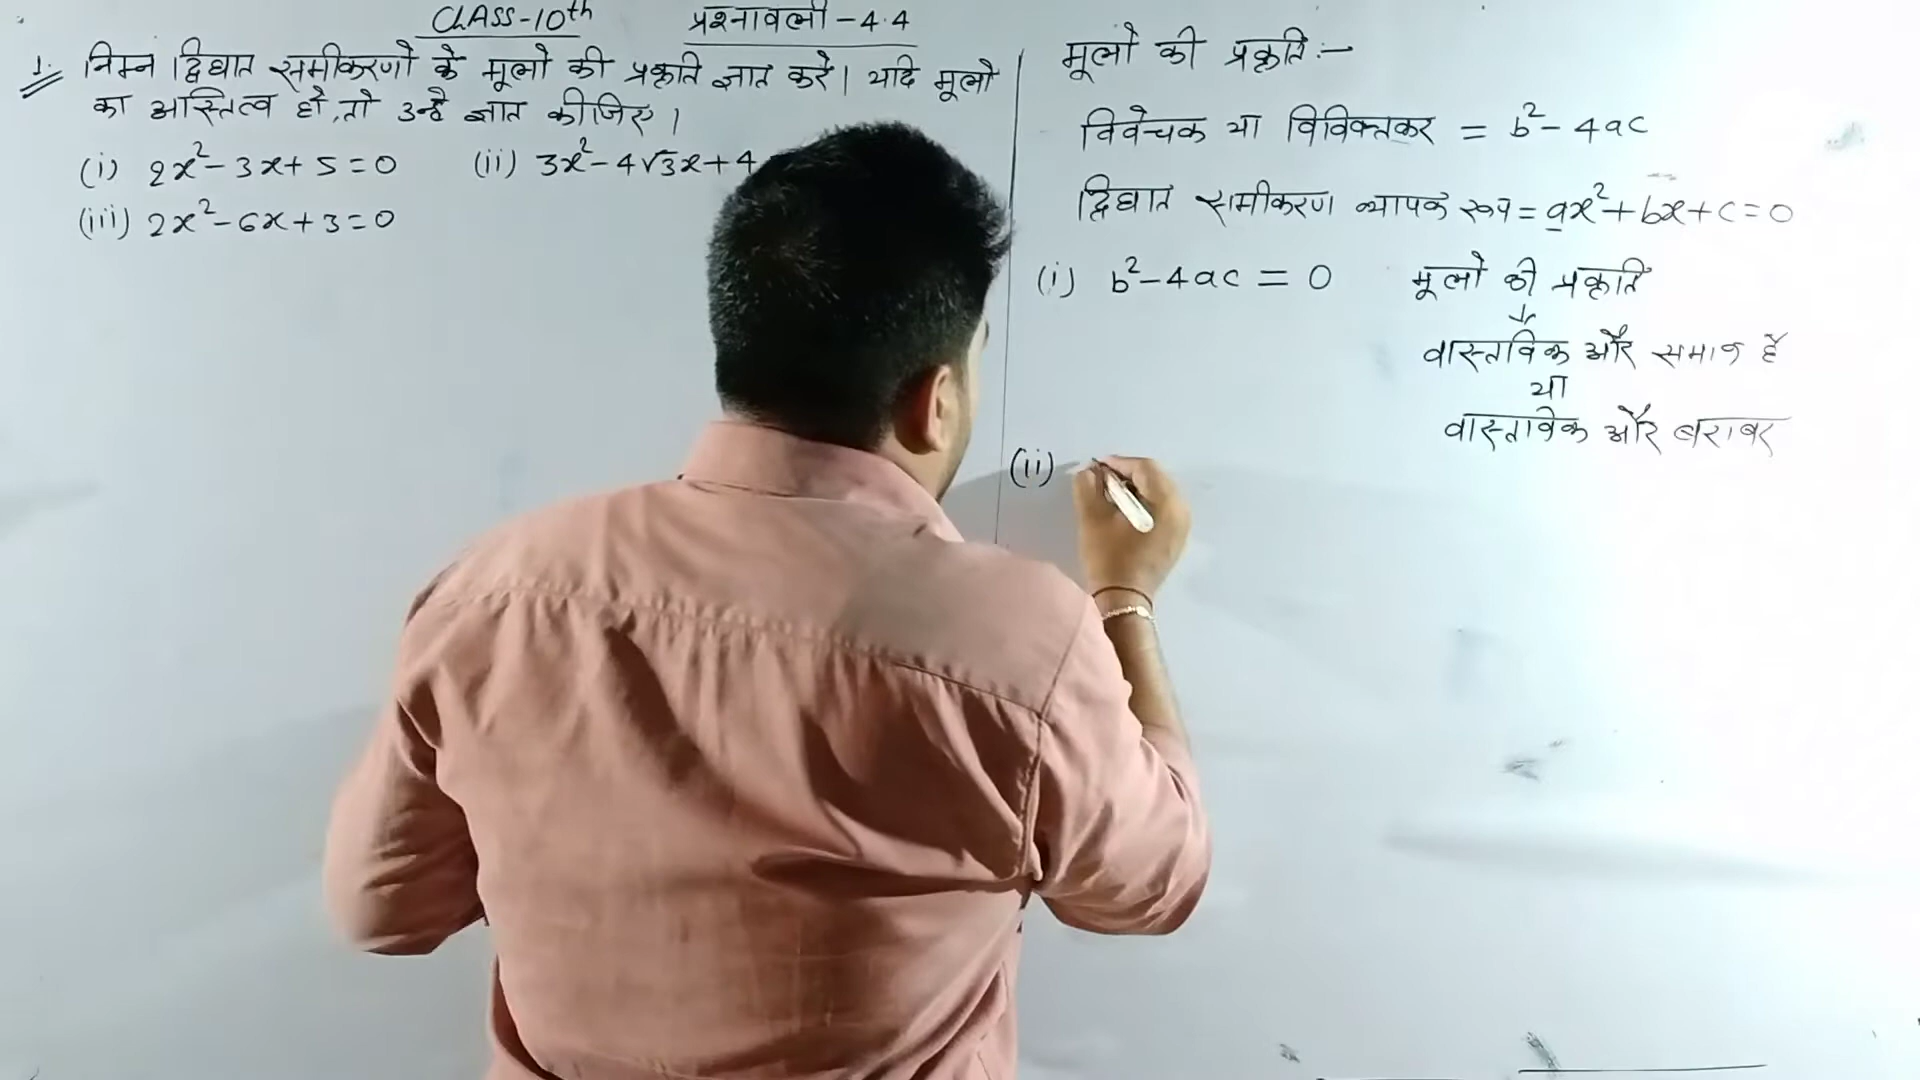 CLASS-10th प्रश्नावली-4.4
1. निम्न द्विघात समीकरणों के मूलों की प्रकृति ज्ञात करें। यदि मूलों
का अस्तित्व हो, तो उन्हें ज्ञात कीजिए।
(i) 2x²-3x+5=0 (ii) 3x²-4√3x+4
(iii) 2x²-6x+3=0
मूलों की प्रकृति:-
विवेचक या विविक्तकर = b²-4ac
द्विघात समीकरण व्यापक रूप = ax²+bx+c=0
(i) b²-4ac = 0 मूलों की प्रकृति
↓
वास्तविक और समान है
या
वास्तविक और बराबर
(ii)